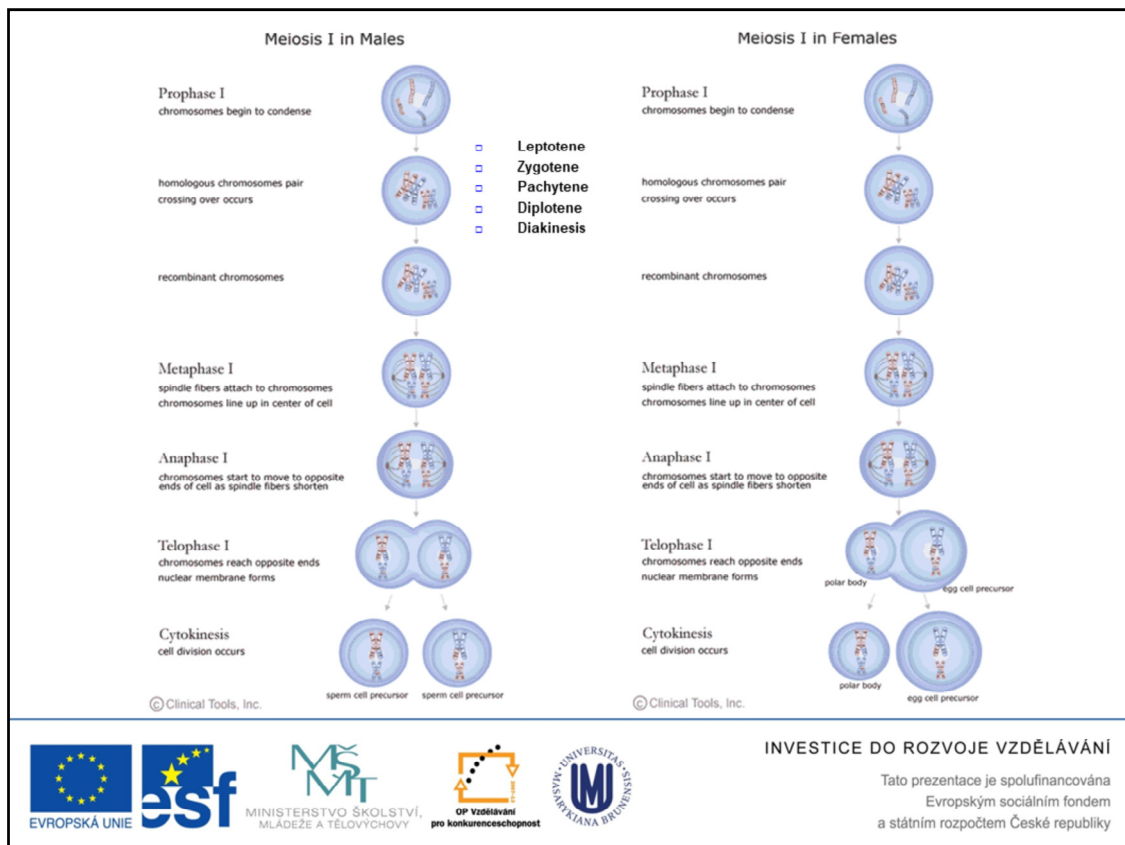 Meiosis I in Males
Prophase I
chromosomes begin to condense
homologous chromosomes pair
crossing over occurs
recombinant chromosomes
Metaphase I
spindle fibers attach to chromosomes
chromosomes line up in center of cell
Anaphase I
chromosomes start to move to opposite
ends of cell as spindle fibers shorten
Telophase I
chromosomes reach opposite ends
nuclear membrane forms
Cytokinesis
cell division occurs
sperm cell precursor
sperm cell precursor
© Clinical Tools, Inc.
Leptotene
Zygotene
Pachytene
Diplotene
Diakinesis
Meiosis I in Females
Prophase I
chromosomes begin to condense
homologous chromosomes pair
crossing over occurs
recombinant chromosomes
Metaphase I
spindle fibers attach to chromosomes
chromosomes line up in center of cell
Anaphase I
chromosomes start to move to opposite
ends of cell as spindle fibers shorten
Telophase I
chromosomes reach opposite ends
nuclear membrane forms
polar body
egg cell precursor
Cytokinesis
cell division occurs
polar body
egg cell precursor
© Clinical Tools, Inc.
EVROPSKÁ UNIE
esf
MŠMT
MINISTERSTVO ŠKOLSTVÍ,
MLÁDEŽE A TĚLOVÝCHOVY
2007-13
OP Vzdělávání
pro konkurenceschopnost
UNIVERSITAS MASARYKIANA BRUNENSIS
INVESTICE DO ROZVOJE VZDĚLÁVÁNÍ
Tato prezentace je spolufinancována
Evropským sociálním fondem
a státním rozpočtem České republiky